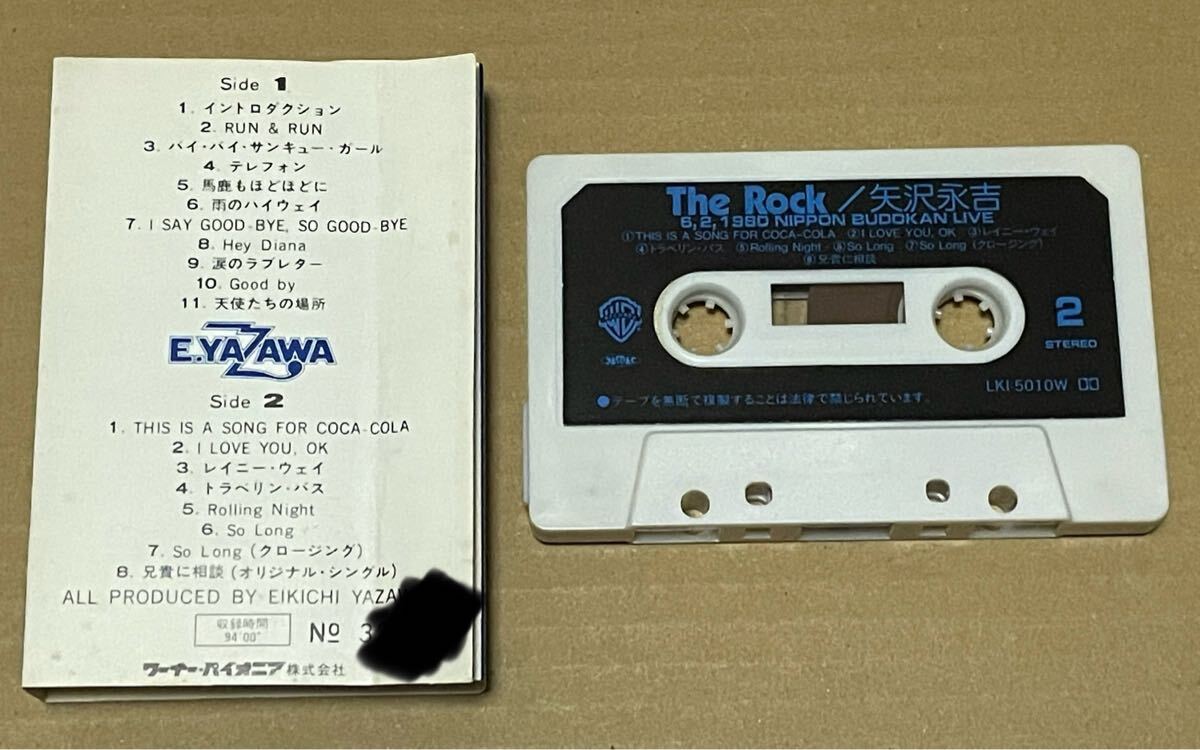 Side 1
1. イントロダクション
2. RUN & RUN
3. バイ・バイ・サンキュー・ガール
4. テレフォン
5. 馬鹿もほどほどに
6. 雨のハイウェイ
7. I SAY GOOD-BYE, SO GOOD-BYE
8. Hey Diana
9. 涙のラブレター
10. Good by
11. 天使たちの場所
E.YAZAWA
Side 2
1. THIS IS A SONG FOR COCA-COLA
2. I LOVE YOU, OK
3. レイニー・ウェイ
4. トラベリン・バス
5. Rolling Night
6. So Long
7. So Long (クロージング)
8. 兄貴に相談 (オリジナル・シングル)
ALL PRODUCED BY EIKICHI
収録時間
94'00"
№ 3
ワーナー・パイオニア株式会社
The Rock/矢沢永吉
6, 2, 1980 NIPPON BUDOKAN LIVE
①THIS IS A SONG FOR COCA-COLA ②I LOVE YOU, OK ③レイニー・ウェイ
④トラベリン・バス ⑤Rolling Night ⑥So Long ⑦So Long (クロージング)
⑧兄貴に相談
2
STEREO
JASRAC
LKI-5010W
●テープを無断で複製することは法律で禁じられています。